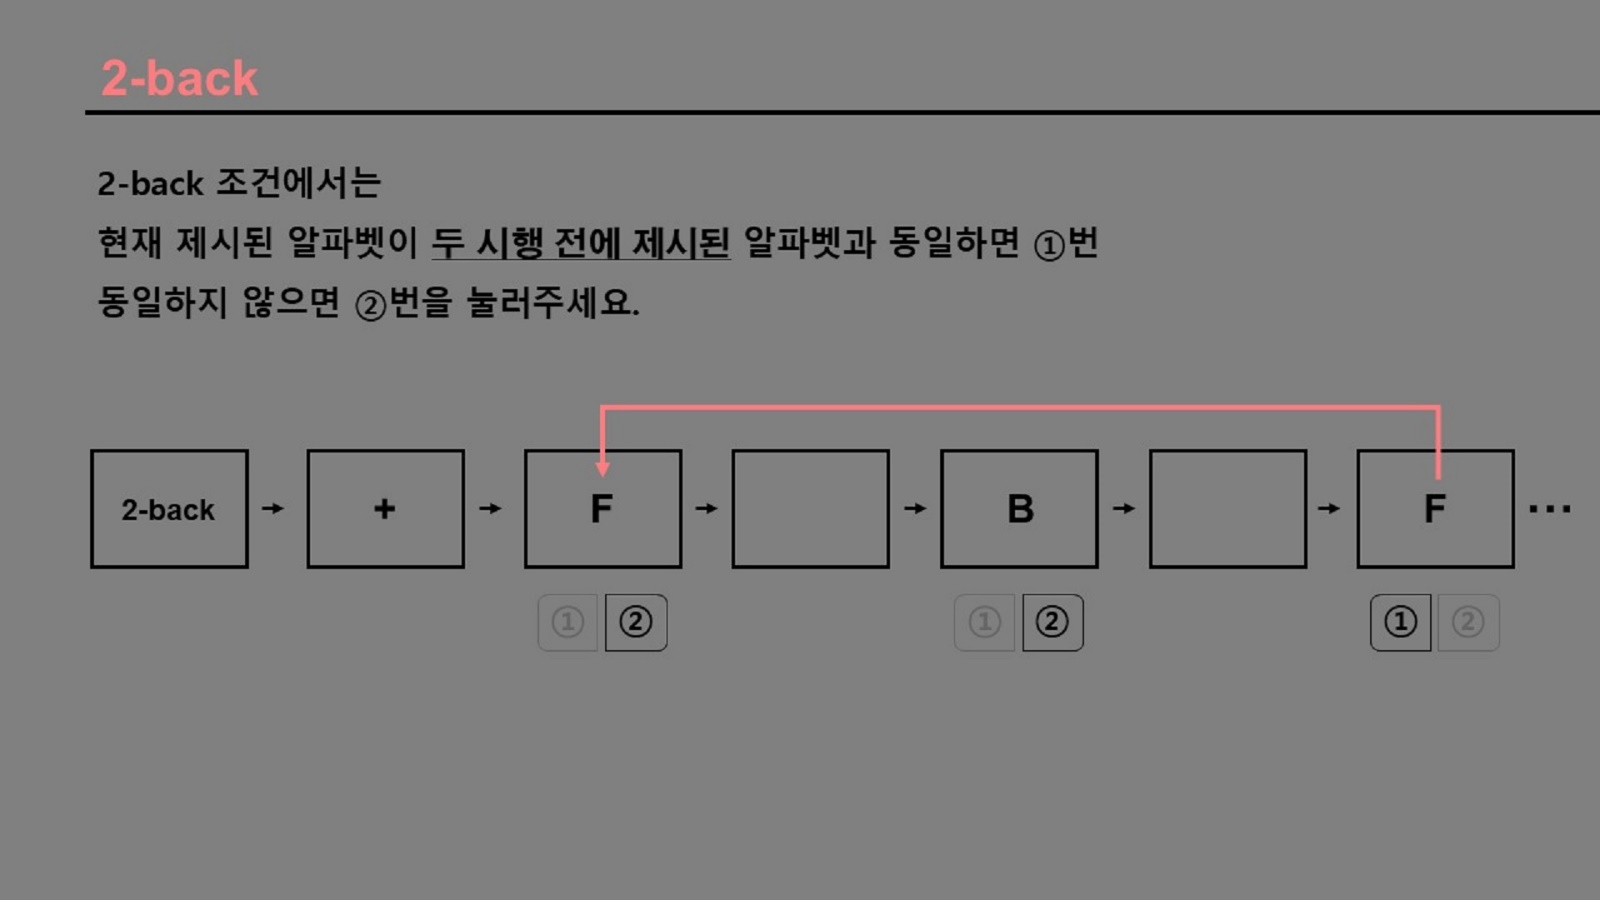 2-back
2-back 조건에서는
현재 제시된 알파벳이 두 시행 전에 제시된 알파벳과 동일하면 ①번
동일하지 않으면 ②번을 눌러주세요.
2-back → + → F → → B → → F ···
① ② ① ② ① ②